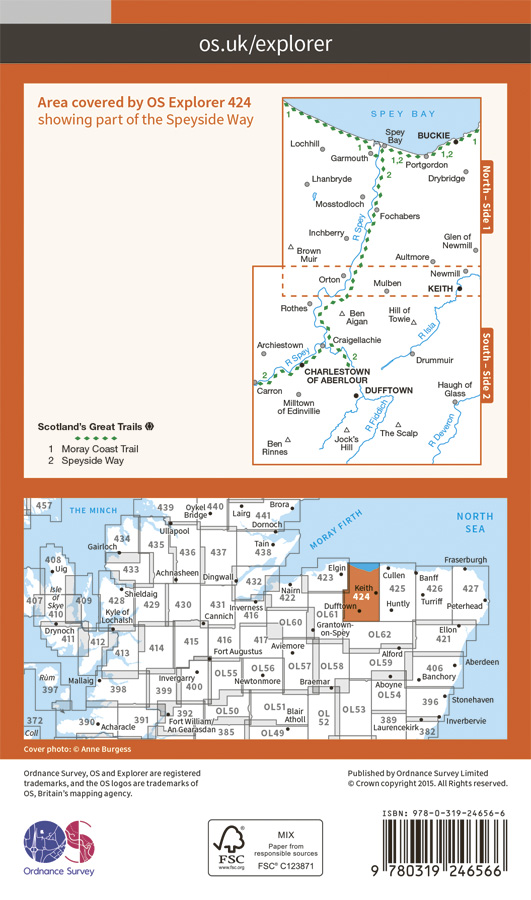 os.uk/explorer
Area covered by OS Explorer 424
showing part of the Speyside Way
SPEY BAY
1
1
Spey
Bay
BUCKIE
Lochhill
Garmouth
1,2
1,2
Portgordon
2
Lhanbryde
Drybridge
Mosstodloch
Fochabers
R Spey
Inchberry
Glen of
Newmill
Brown
Muir
Aultmore
Newmill
Orton
Mulben
KEITH
Rothes
Ben
Aigan
Hill of
Towie
R Isla
Craigellachie
Archiestown
R Spey
2
Drummuir
2
CHARLESTOWN
OF ABERLOUR
Carron
DUFFTOWN
Haugh of
Glass
Milltown
of Edinvillie
R Fiddich
R Deveron
Jock's
Hill
The Scalp
Ben
Rinnes
North – Side 1
South – Side 2
Scotland's Great Trails
1 Moray Coast Trail
2 Speyside Way
457
THE MINCH
439
Oykel
Bridge
440
Lairg
441
Brora
Dornoch
MORAY FIRTH
NORTH
SEA
434
Ullapool
435
436
437
Tain
438
Gairloch
433
Achnasheen
Dingwall
432
Elgin
423
Keith
424
Cullen
425
Banff
426
Fraserburgh
427
408
Uig
Isle
of
Skye
407
409
410
428
Shieldaig
429
430
431
Cannich
Inverness
416
Nairn
422
Dufftown
OL61
Huntly
Turriff
Peterhead
Kyle of
Lochalsh
Drynoch
411
412
413
414
415
416
417
OL60
Grantown-
on-Spey
OL62
Ellon
421
Fort Augustus
Aviemore
Alford
Rùm
397
Mallaig
398
Invergarry
399
400
OL55
OL56
Newtonmore
OL57
OL58
Braemar
OL59
Aboyne
OL54
406
Banchory
Aberdeen
372
Coll
390
Acharacle
391
392
Fort William/
An Gearasdan
OL50
385
OL51
Blair
Atholl
OL49
OL
52
OL53
389
Laurencekirk
396
Stonehaven
Inverbervie
382
Cover photo: © Anne Burgess
Ordnance Survey, OS and Explorer are registered
trademarks, and the OS logos are trademarks of
OS, Britain's mapping agency.
Published by Ordnance Survey Limited
© Crown copyright 2015. All rights reserved.
OS
Ordnance Survey
FSC
www.fsc.org
MIX
Paper from
responsible sources
FSC® C123871
ISBN: 978-0-319-24656-6
9 780319 246566